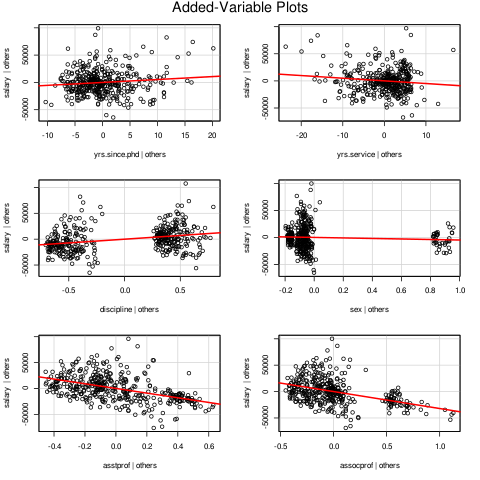 Added-Variable Plots
salary | others
-50000 0 50000
-10 -5 0 5 10 15 20
yrs.since.phd | others
salary | others
-50000 0 50000
-20 -10 0 10
yrs.service | others
salary | others
-50000 0 50000
-0.5 0.0 0.5
discipline | others
salary | others
-50000 0 50000
-0.2 0.0 0.2 0.4 0.6 0.8 1.0
sex | others
salary | others
-50000 0 50000
-0.4 -0.2 0.0 0.2 0.4 0.6
asstprof | others
salary | others
-50000 0 50000
-0.5 0.0 0.5 1.0
assocprof | others